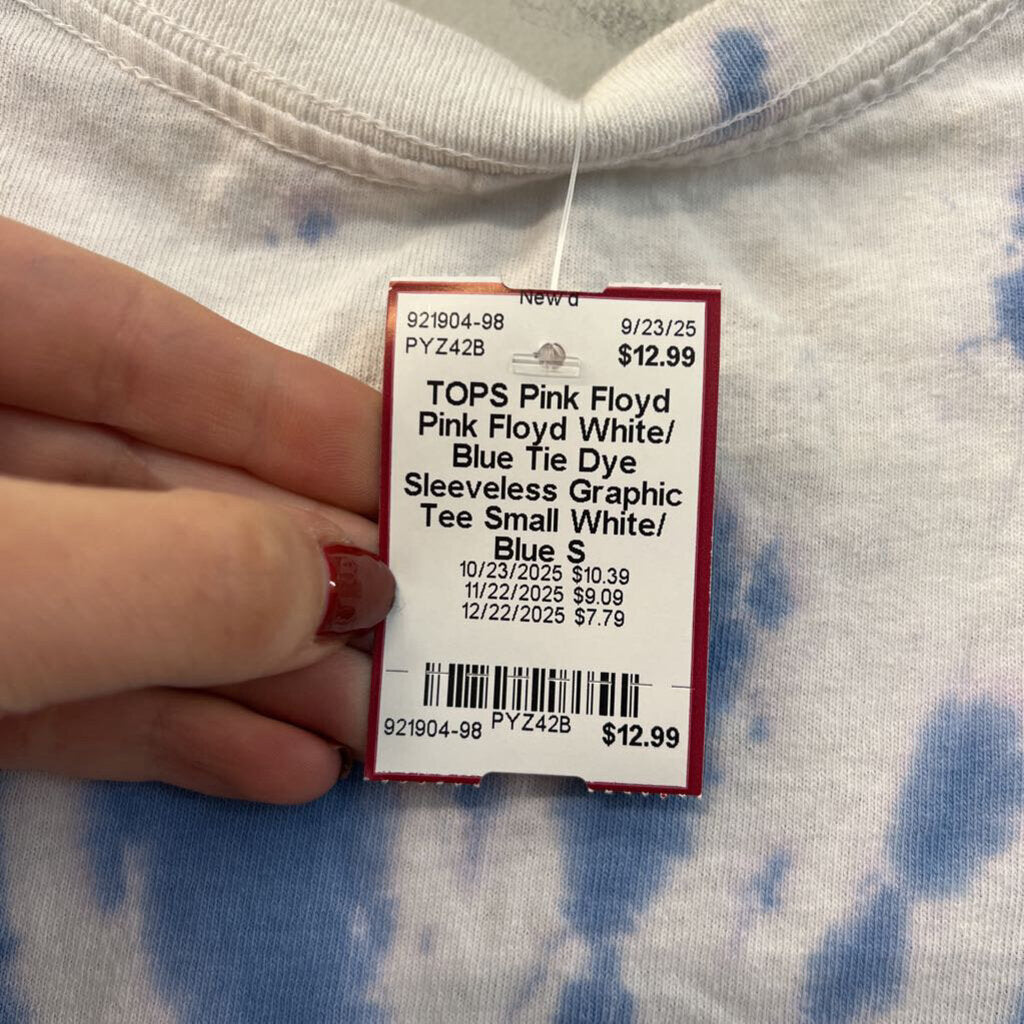 921904-98
9/23/25
PYZ42B
$12.99
TOPS Pink Floyd
Pink Floyd White/
Blue Tie Dye
Sleeveless Graphic
Tee Small White/
Blue S
10/23/2025 $10.39
11/22/2025 $9.09
12/22/2025 $7.79
921904-98 PYZ42B $12.99